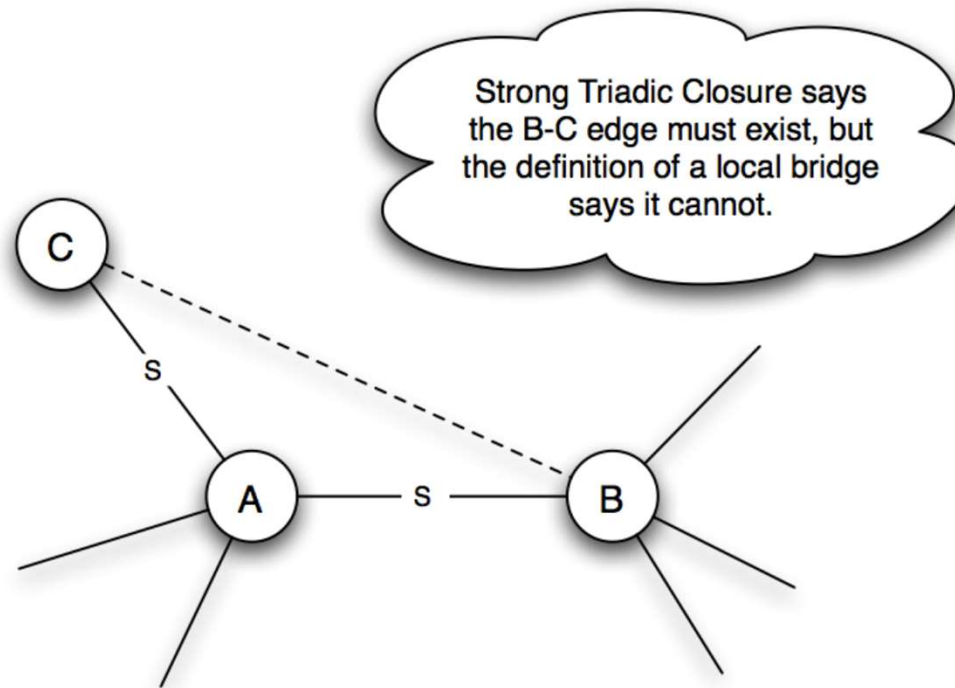 Strong Triadic Closure says
the B-C edge must exist, but
the definition of a local bridge
says it cannot.
C
S
A
S
B